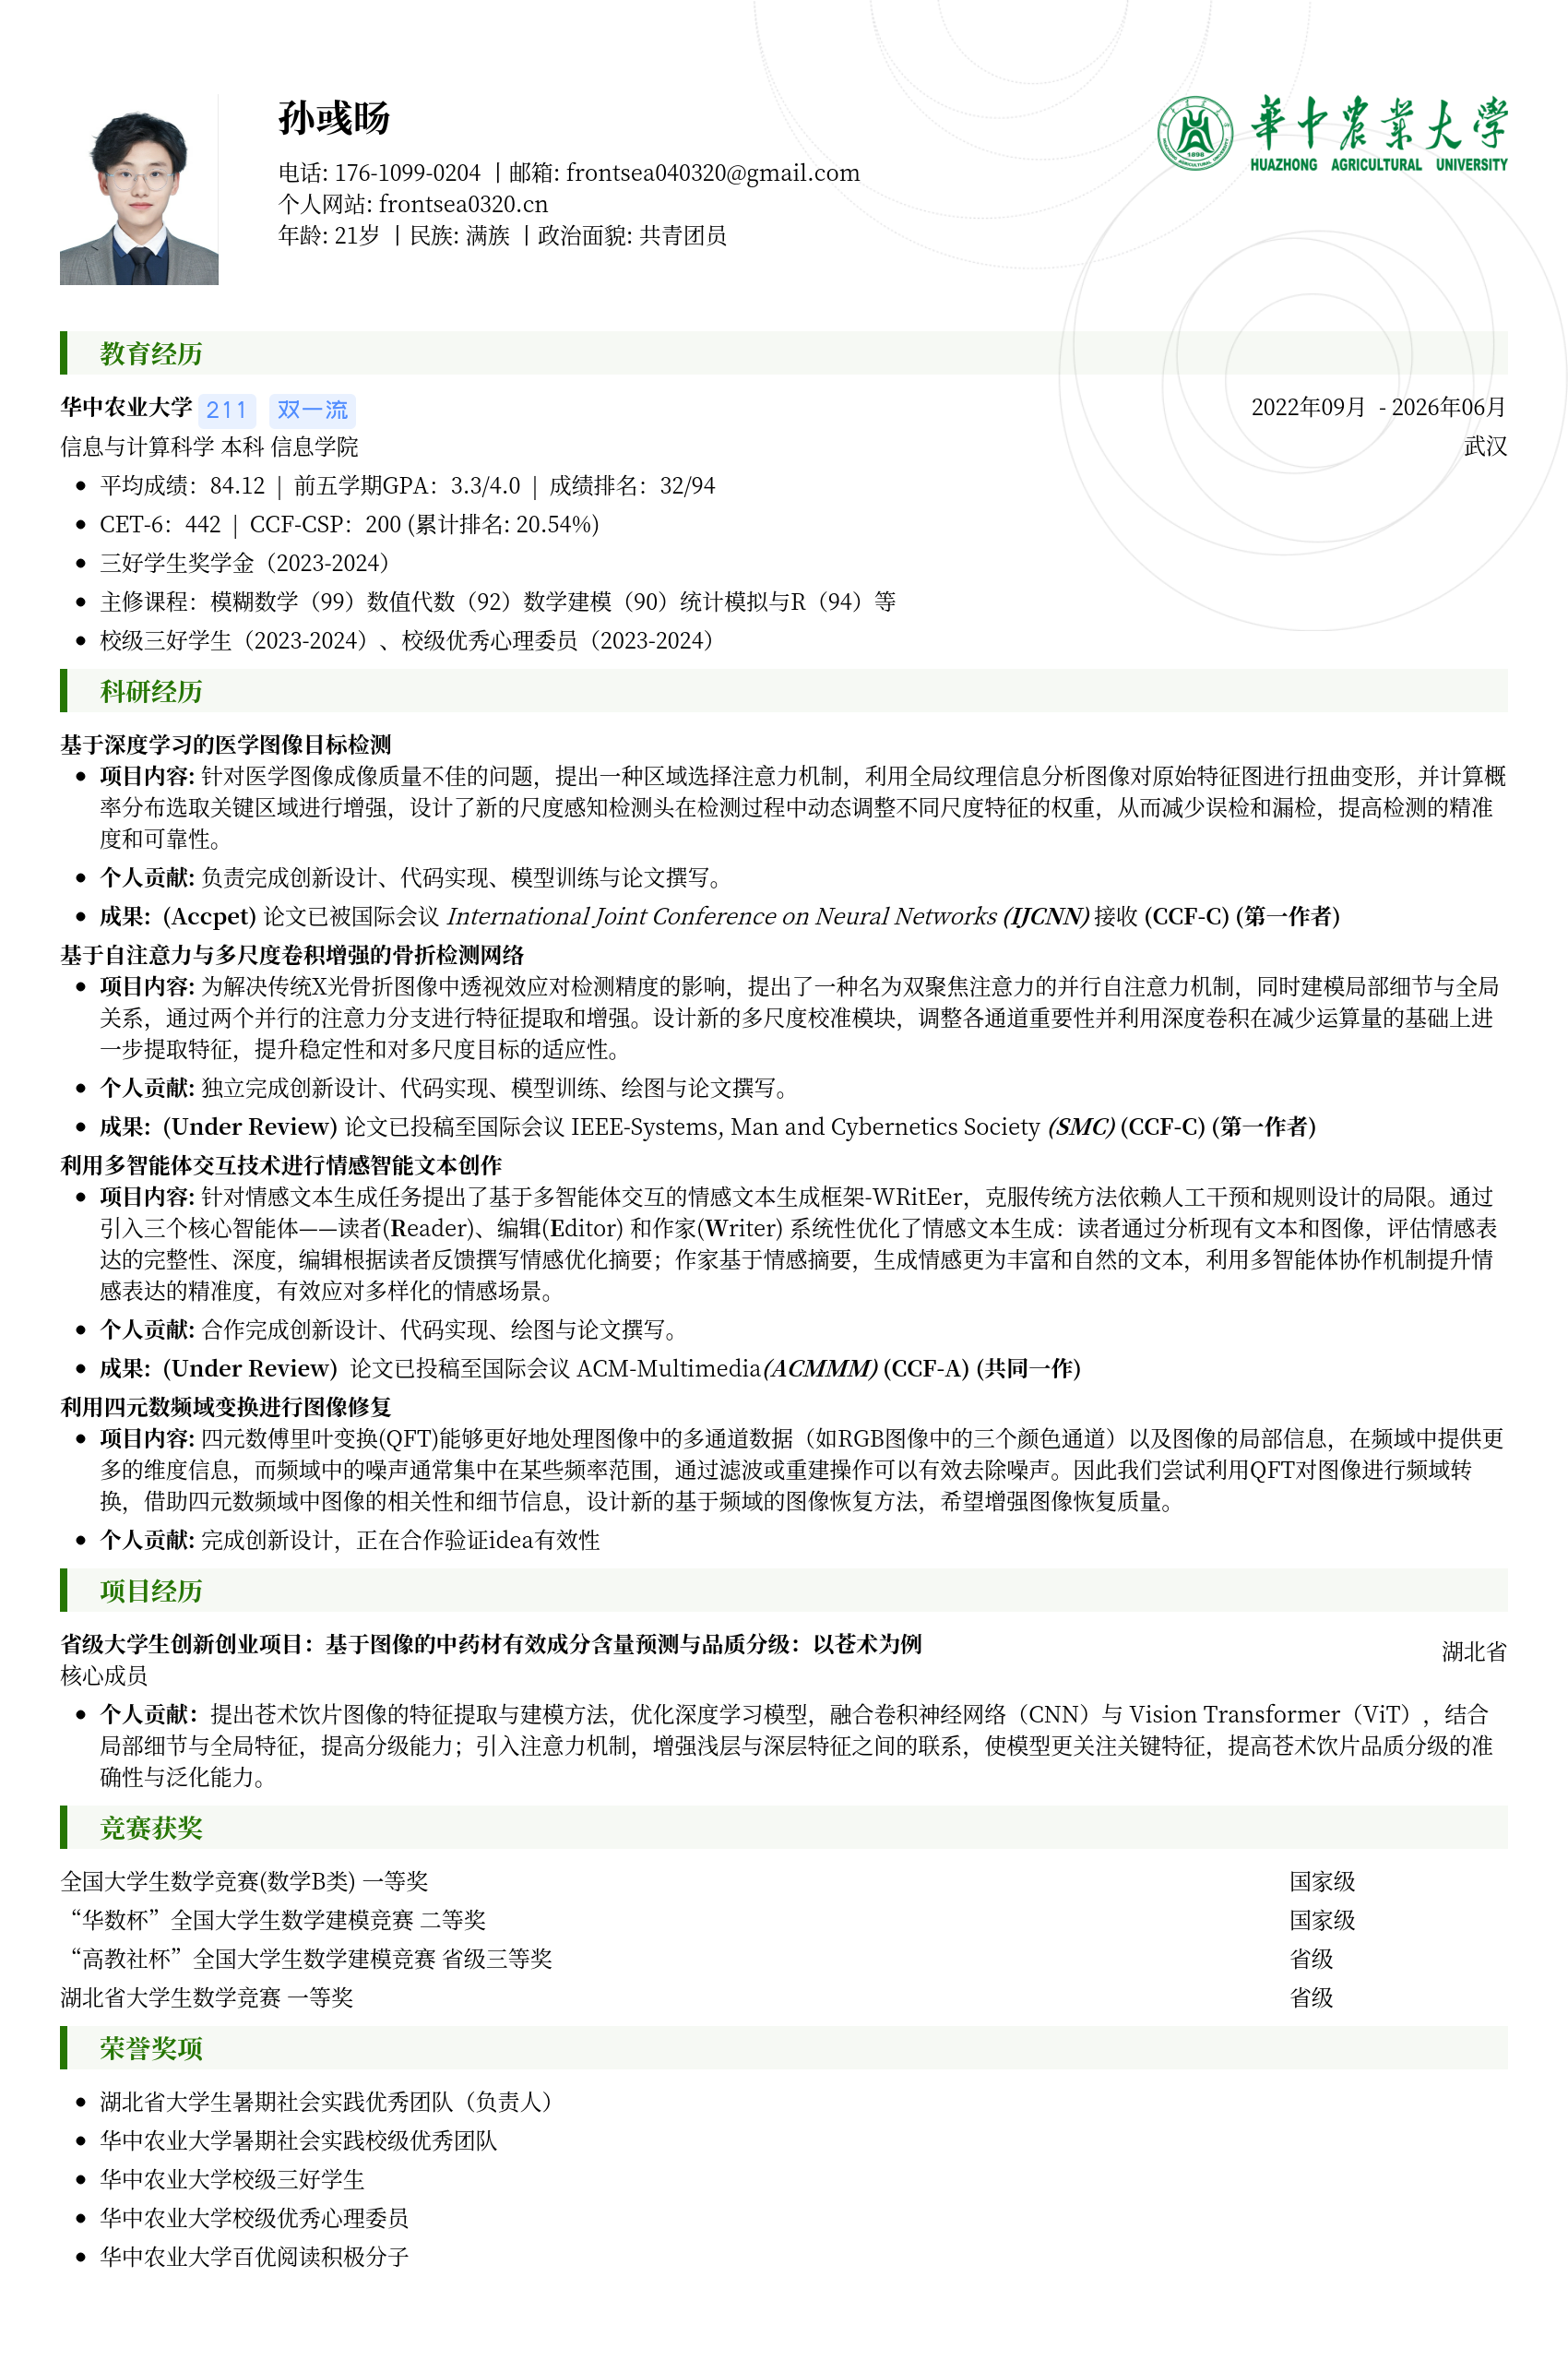 孙彧旸
華中農業大學
HUAZHONG AGRICULTURAL UNIVERSITY
1898
电话: 176-1099-0204 丨邮箱: frontsea040320@gmail.com
个人网站: frontsea0320.cn
年龄: 21岁 丨民族: 满族 丨政治面貌: 共青团员
教育经历
华中农业大学 211 双一流 2022年09月 - 2026年06月
信息与计算科学 本科 信息学院 武汉
• 平均成绩：84.12 | 前五学期GPA：3.3/4.0 | 成绩排名：32/94
• CET-6：442 | CCF-CSP：200 (累计排名: 20.54%)
• 三好学生奖学金（2023-2024）
• 主修课程：模糊数学（99）数值代数（92）数学建模（90）统计模拟与R（94）等
• 校级三好学生（2023-2024）、校级优秀心理委员（2023-2024）
科研经历
基于深度学习的医学图像目标检测
• 项目内容: 针对医学图像成像质量不佳的问题，提出一种区域选择注意力机制，利用全局纹理信息分析图像对原始特征图进行扭曲变形，并计算概
率分布选取关键区域进行增强，设计了新的尺度感知检测头在检测过程中动态调整不同尺度特征的权重，从而减少误检和漏检，提高检测的精准
度和可靠性。
• 个人贡献: 负责完成创新设计、代码实现、模型训练与论文撰写。
• 成果：(Accpet) 论文已被国际会议 International Joint Conference on Neural Networks (IJCNN) 接收 (CCF-C) (第一作者)
基于自注意力与多尺度卷积增强的骨折检测网络
• 项目内容: 为解决传统X光骨折图像中透视效应对检测精度的影响，提出了一种名为双聚焦注意力的并行自注意力机制，同时建模局部细节与全局
关系，通过两个并行的注意力分支进行特征提取和增强。设计新的多尺度校准模块，调整各通道重要性并利用深度卷积在减少运算量的基础上进
一步提取特征，提升稳定性和对多尺度目标的适应性。
• 个人贡献: 独立完成创新设计、代码实现、模型训练、绘图与论文撰写。
• 成果：(Under Review) 论文已投稿至国际会议 IEEE-Systems, Man and Cybernetics Society (SMC) (CCF-C) (第一作者)
利用多智能体交互技术进行情感智能文本创作
• 项目内容: 针对情感文本生成任务提出了基于多智能体交互的情感文本生成框架-WRitEer，克服传统方法依赖人工干预和规则设计的局限。通过
引入三个核心智能体——读者(Reader)、编辑(Editor) 和作家(Writer) 系统性优化了情感文本生成：读者通过分析现有文本和图像，评估情感表
达的完整性、深度，编辑根据读者反馈撰写情感优化摘要；作家基于情感摘要，生成情感更为丰富和自然的文本，利用多智能体协作机制提升情
感表达的精准度，有效应对多样化的情感场景。
• 个人贡献: 合作完成创新设计、代码实现、绘图与论文撰写。
• 成果：(Under Review) 论文已投稿至国际会议 ACM-Multimedia(ACMMM) (CCF-A) (共同一作)
利用四元数频域变换进行图像修复
• 项目内容: 四元数傅里叶变换(QFT)能够更好地处理图像中的多通道数据（如RGB图像中的三个颜色通道）以及图像的局部信息，在频域中提供更
多的维度信息，而频域中的噪声通常集中在某些频率范围，通过滤波或重建操作可以有效去除噪声。因此我们尝试利用QFT对图像进行频域转
换，借助四元数频域中图像的相关性和细节信息，设计新的基于频域的图像恢复方法，希望增强图像恢复质量。
• 个人贡献: 完成创新设计，正在合作验证idea有效性
项目经历
省级大学生创新创业项目：基于图像的中药材有效成分含量预测与品质分级：以苍术为例 湖北省
核心成员
• 个人贡献：提出苍术饮片图像的特征提取与建模方法，优化深度学习模型，融合卷积神经网络（CNN）与 Vision Transformer（ViT），结合
局部细节与全局特征，提高分级能力；引入注意力机制，增强浅层与深层特征之间的联系，使模型更关注关键特征，提高苍术饮片品质分级的准
确性与泛化能力。
竞赛获奖
全国大学生数学竞赛(数学B类) 一等奖 国家级
“华数杯”全国大学生数学建模竞赛 二等奖 国家级
“高教社杯”全国大学生数学建模竞赛 省级三等奖 省级
湖北省大学生数学竞赛 一等奖 省级
荣誉奖项
• 湖北省大学生暑期社会实践优秀团队（负责人）
• 华中农业大学暑期社会实践校级优秀团队
• 华中农业大学校级三好学生
• 华中农业大学校级优秀心理委员
• 华中农业大学百优阅读积极分子